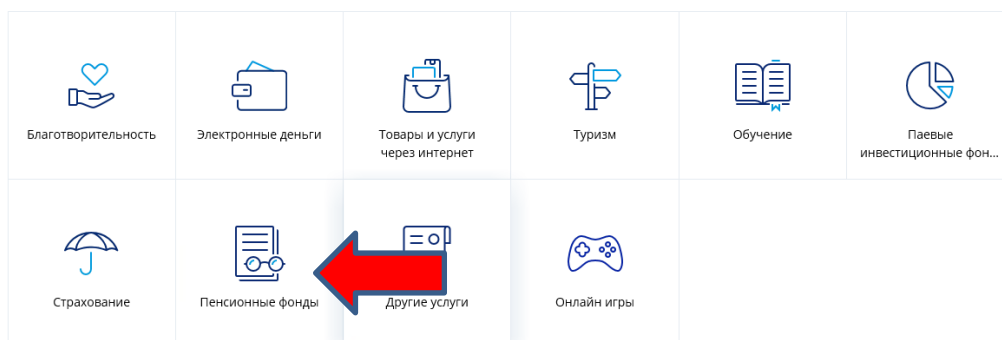 Благотворительность
Электронные деньги
Товары и услуги
через интернет
Туризм
Обучение
Паевые
инвестиционные фон...
Страхование
Пенсионные фонды
Другие услуги
Онлайн игры